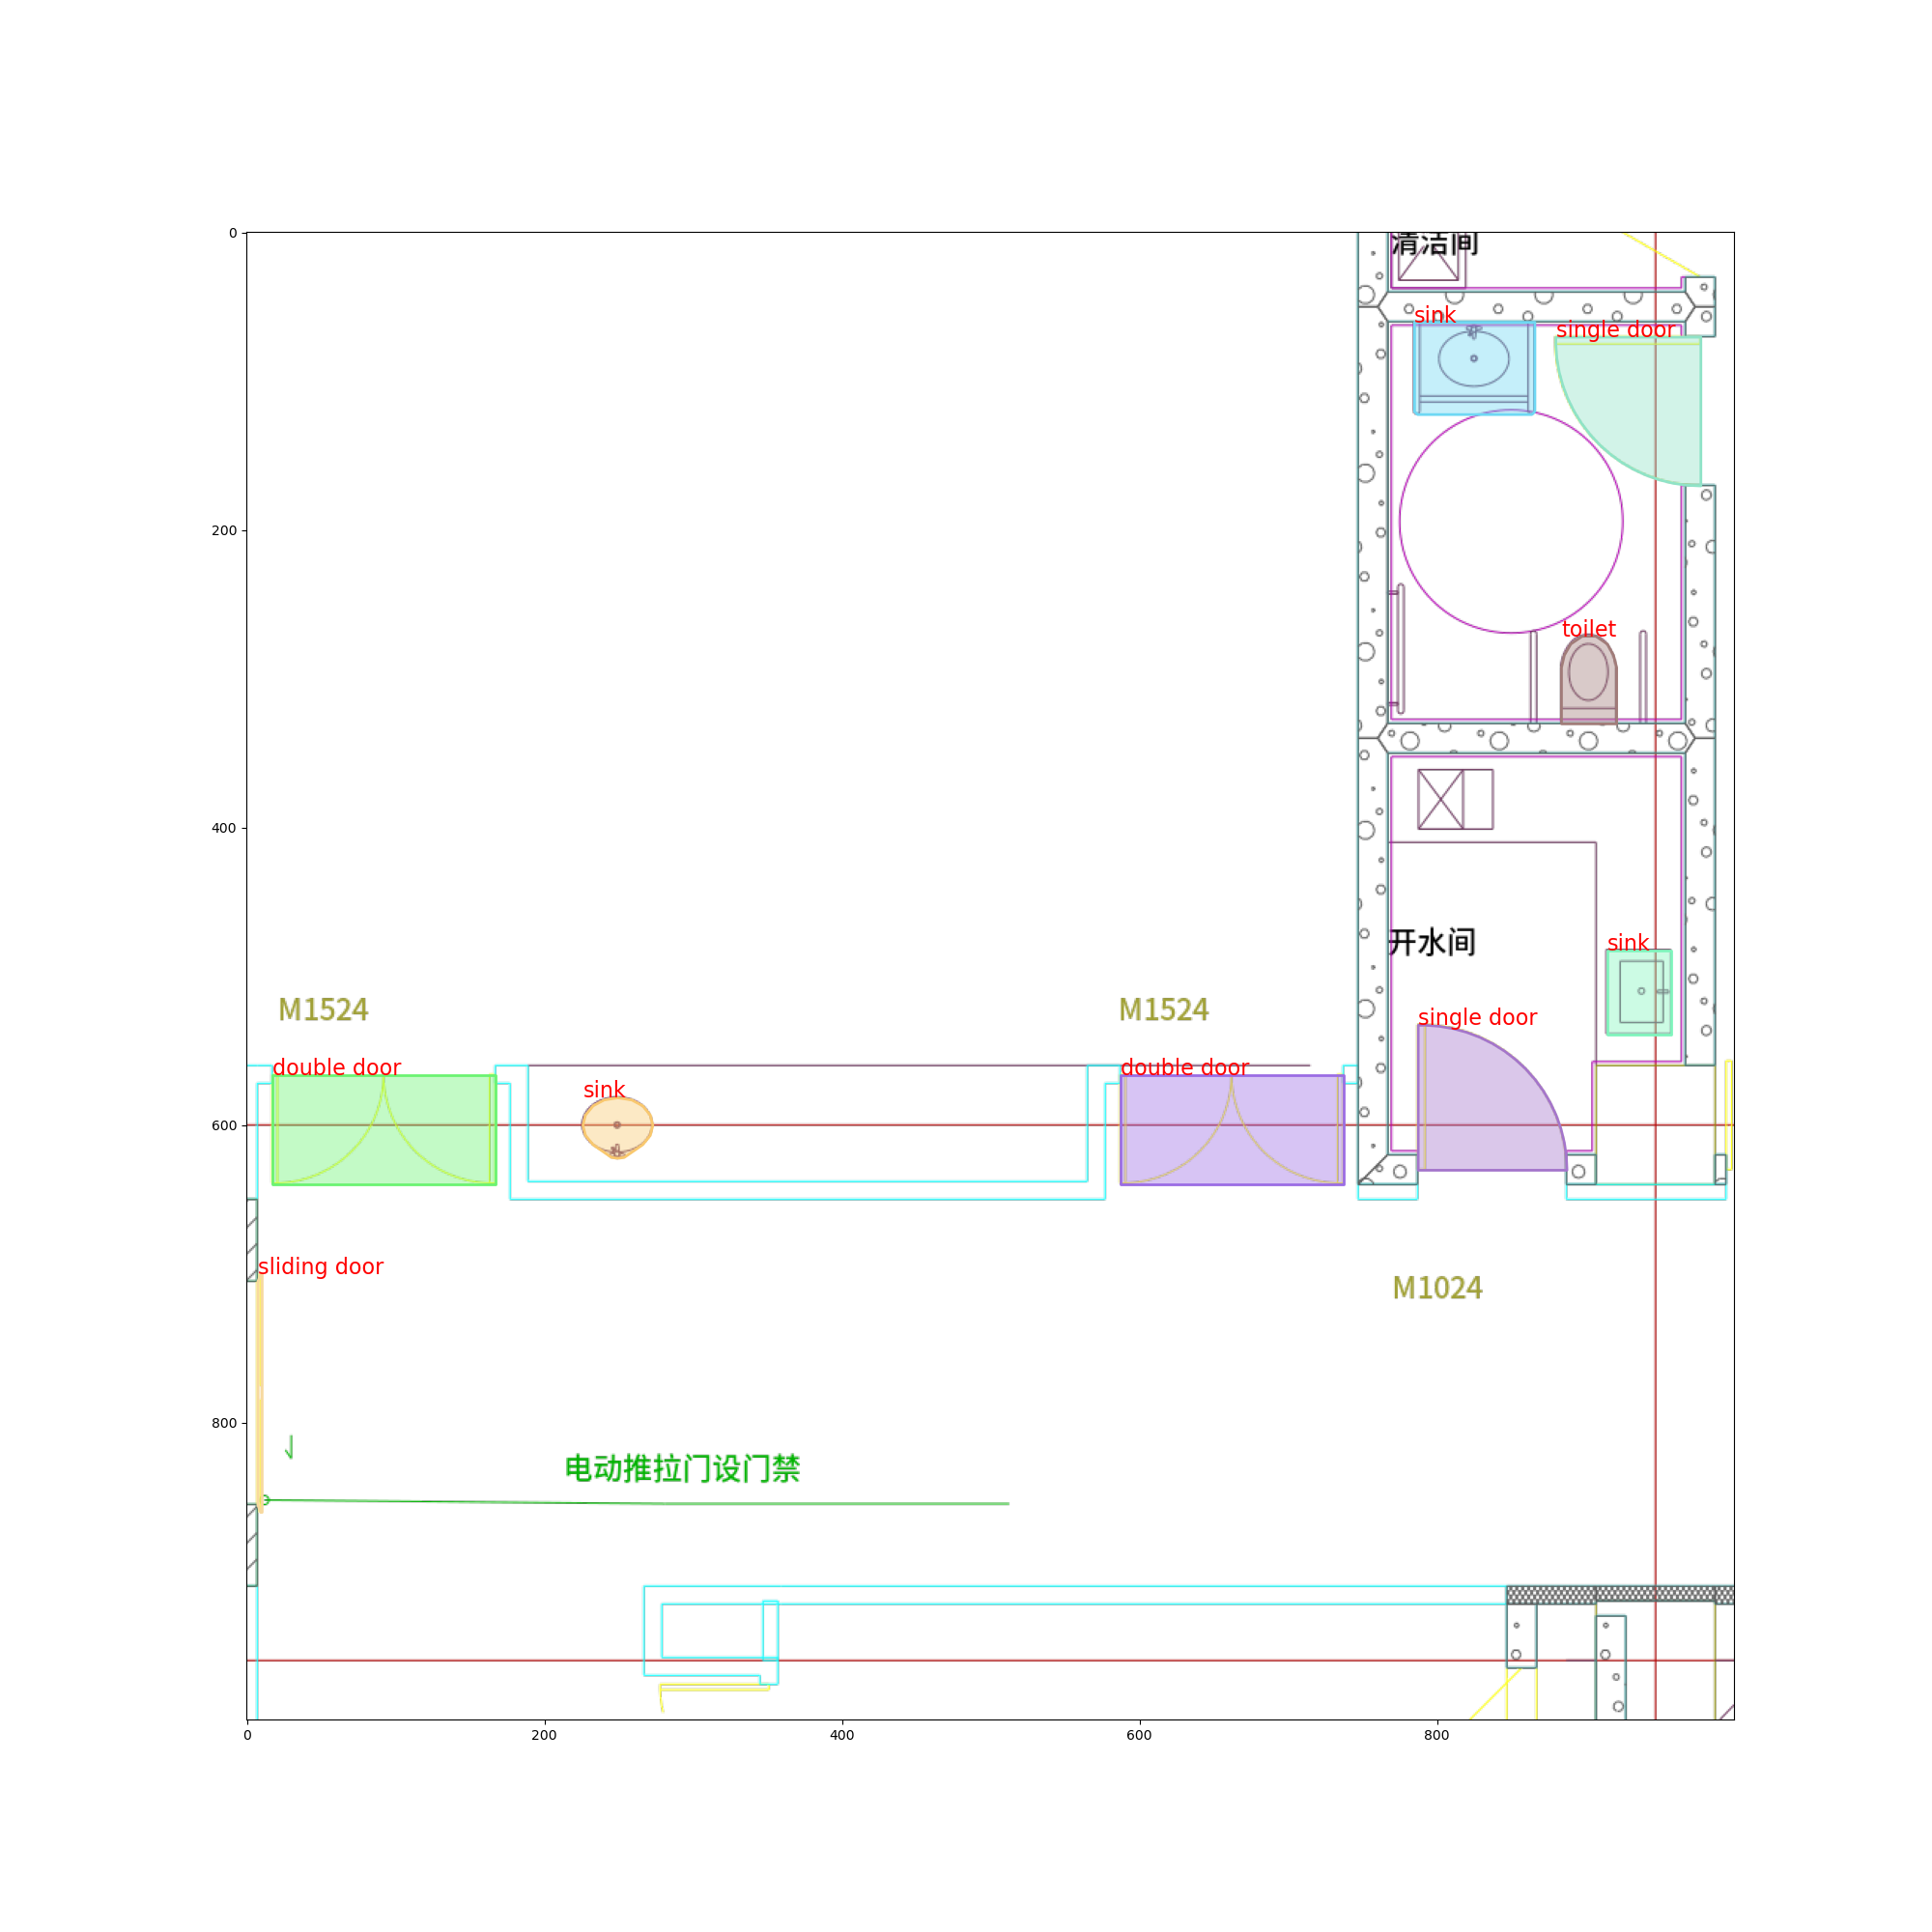 0
清洁间
sink
single door
200
toilet
400
开水间
sink
M1524
M1524
single door
double door
double door
sink
600
sliding door
M1024
800
电动推拉门设门禁
0
200
400
600
800